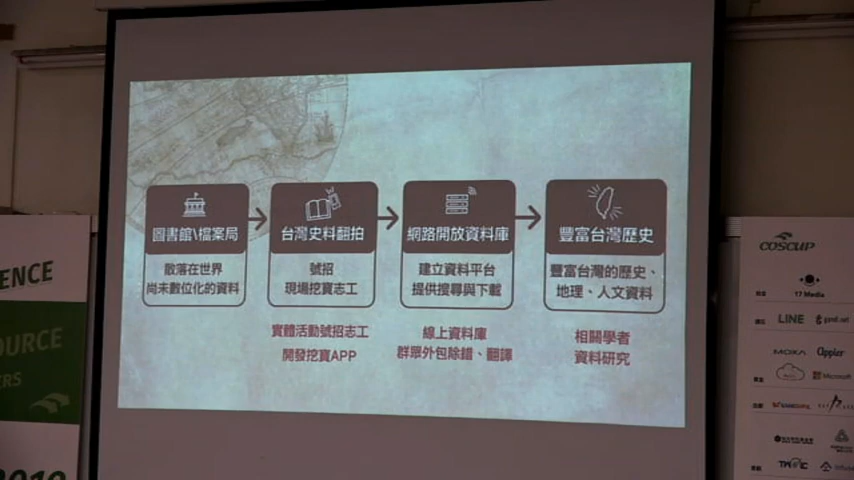 圖書館\檔案局
散落在世界
尚未數位化的資料
台灣史料翻拍
號招
現場挖寶志工
實體活動號招志工
開發挖寶APP
網路開放資料庫
建立資料平台
提供搜尋與下載
線上資料庫
群眾外包除錯、翻譯
豐富台灣歷史
豐富台灣的歷史、
地理、人文資料
相關學者
資料研究
ENCE
OURCE
ERS
2019
COSCUP
17 Media
LINE
MOXA
Appier
Microsoft